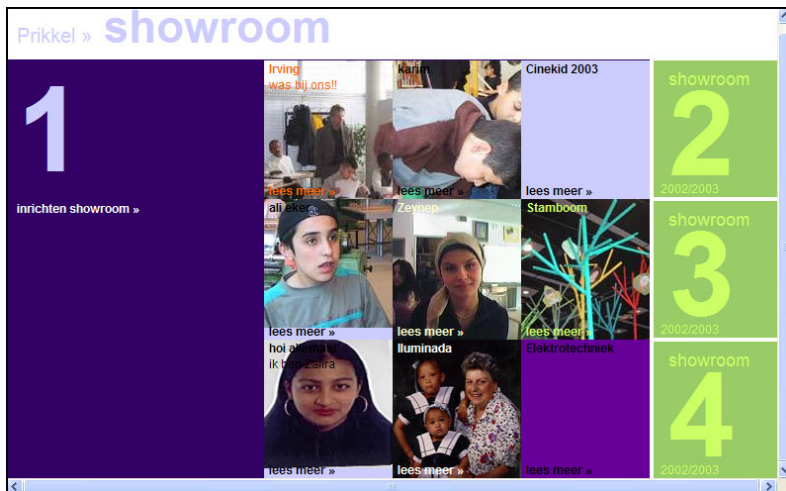 Prikkel » showroom
1
inrichten showroom »
Irving
was bij ons!!
lees meer »
karim
lees meer »
Cinekid 2003
lees meer »
showroom
2
2002/2003
ali eker
lees meer »
Zeynep
lees meer »
Stamboom
lees meer »
showroom
3
2002/2003
hoi allemaal
ik ben Zalira
lees meer »
Iluminada
lees meer »
Elektrotechniek
lees meer »
showroom
4
2002/2003